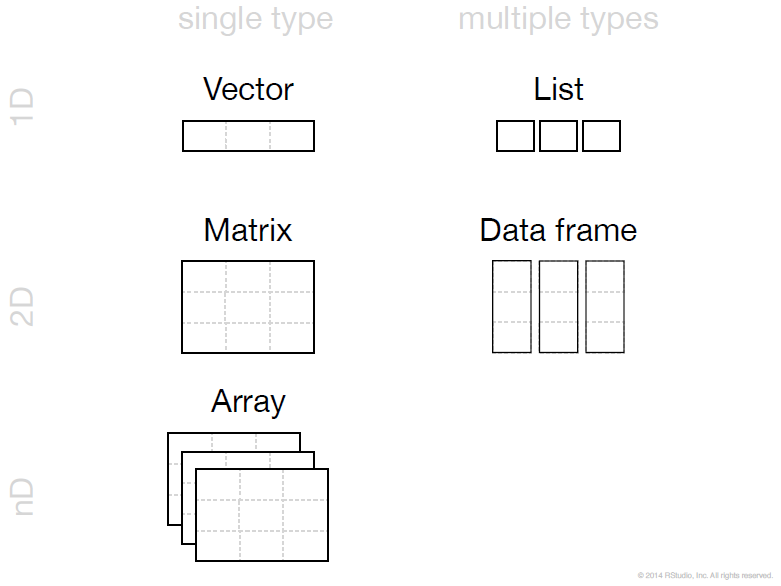 single type multiple types
1D
Vector List
2D
Matrix Data frame
nD
Array
© 2014 RStudio, Inc. All rights reserved.